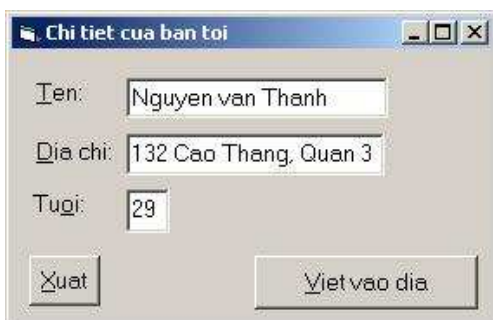 Chi tiet cua ban toi
Ten: Nguyen van Thanh
Dia chi: 132 Cao Thang, Quan 3
Tuoi: 29
Xuat Viet vao dia